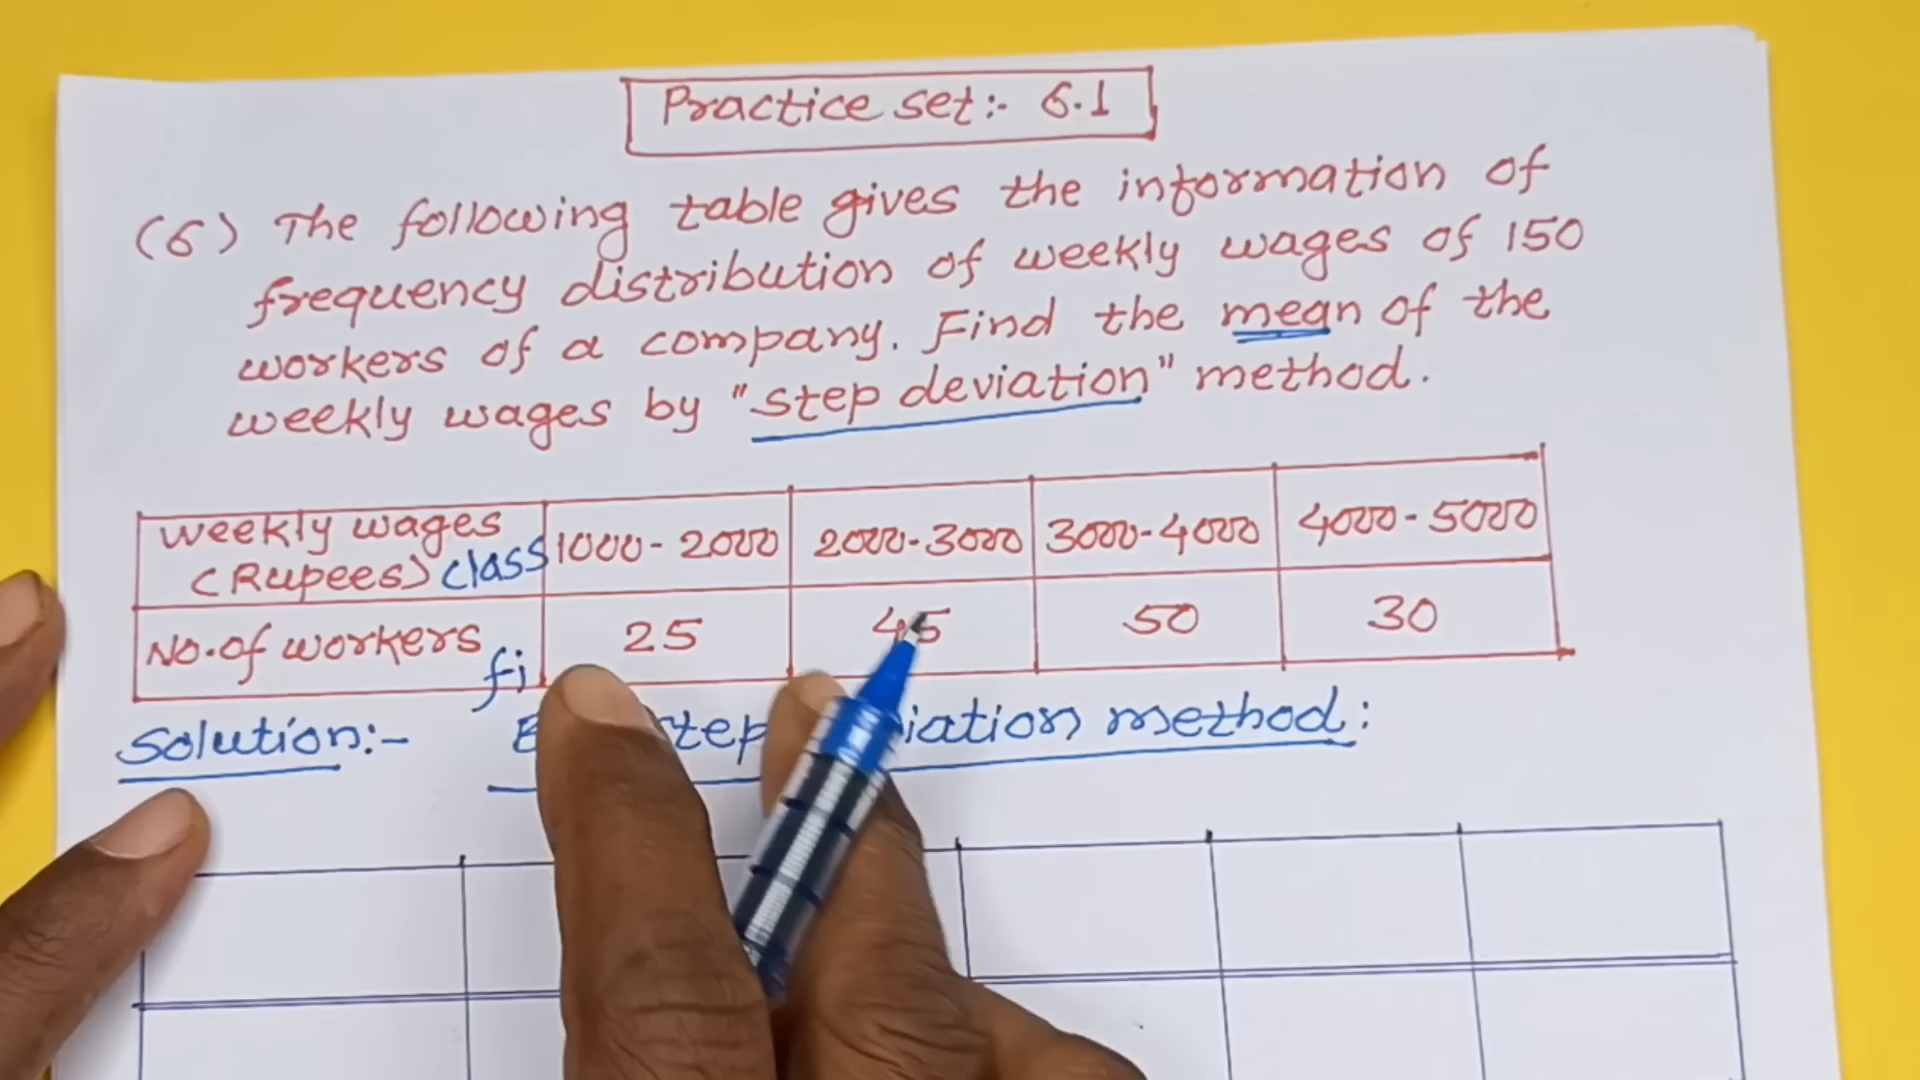 Practice set:- 6.1
(6) The following table gives the information of
frequency distribution of weekly wages of 150
workers of a company. Find the mean of the
weekly wages by "step deviation" method.
weekly wages (Rupees) class 1000-2000 2000-3000 3000-4000 4000-5000
No. of workers fi 25 45 50 30
Solution:- step iation method: